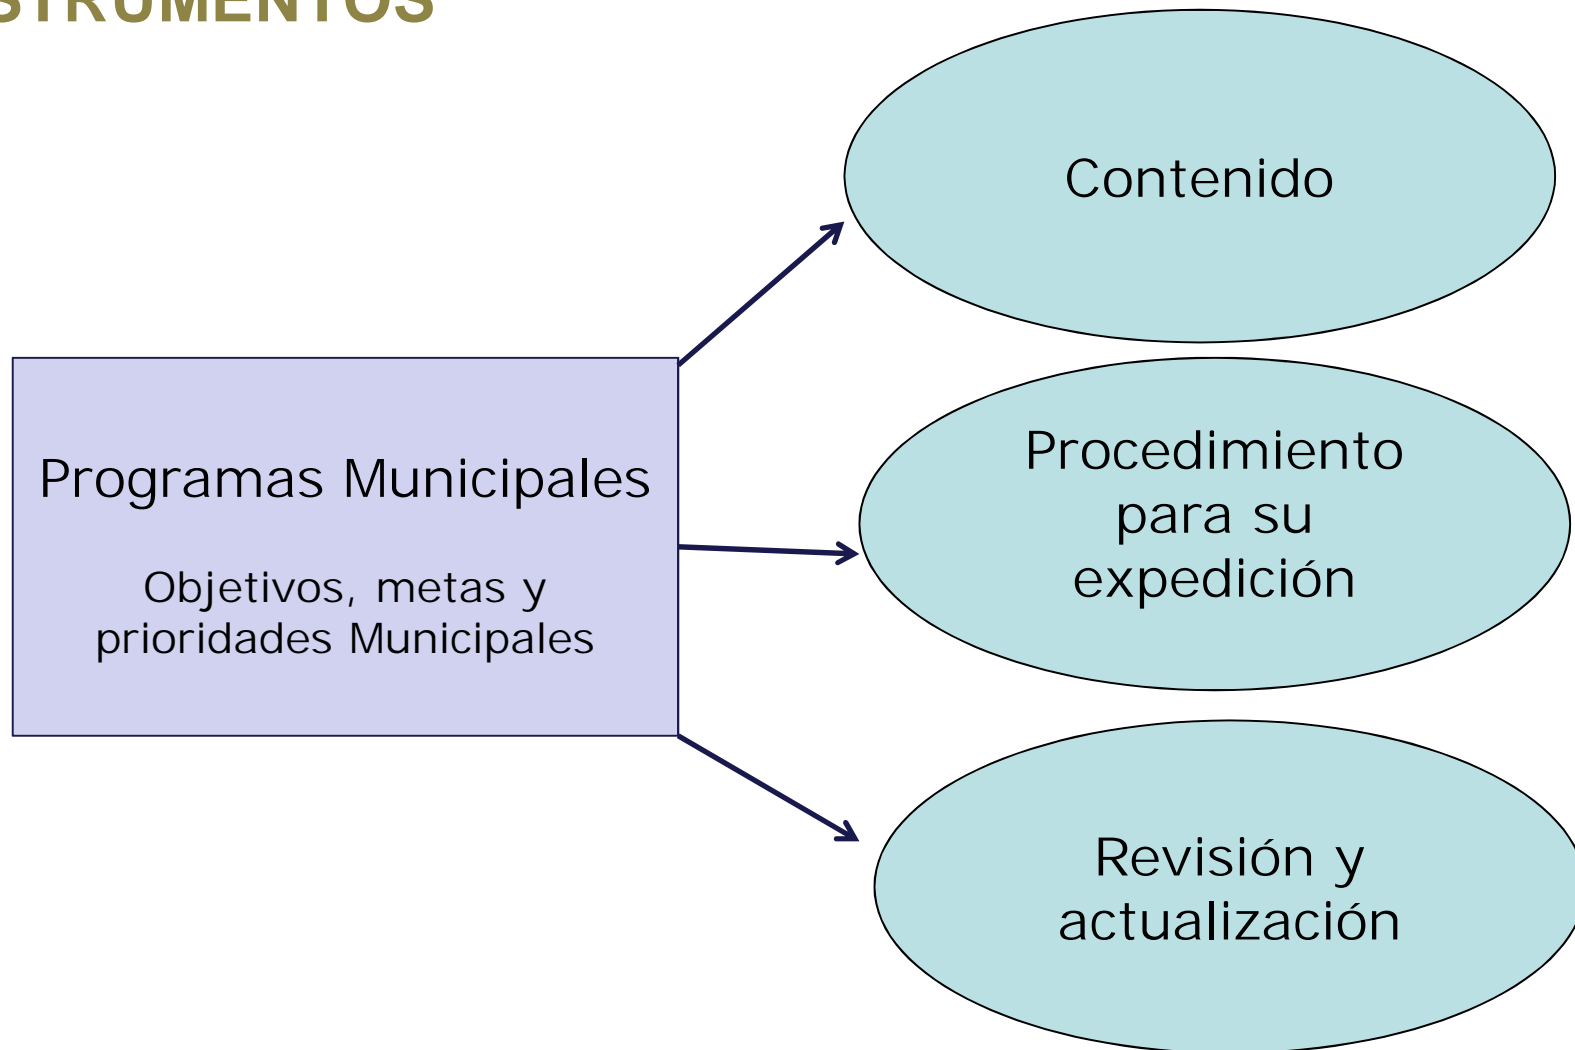 STRUMENTOS
Contenido
Programas Municipales
Objetivos, metas y
prioridades Municipales
Procedimiento
para su
expedición
Revisión y
actualización